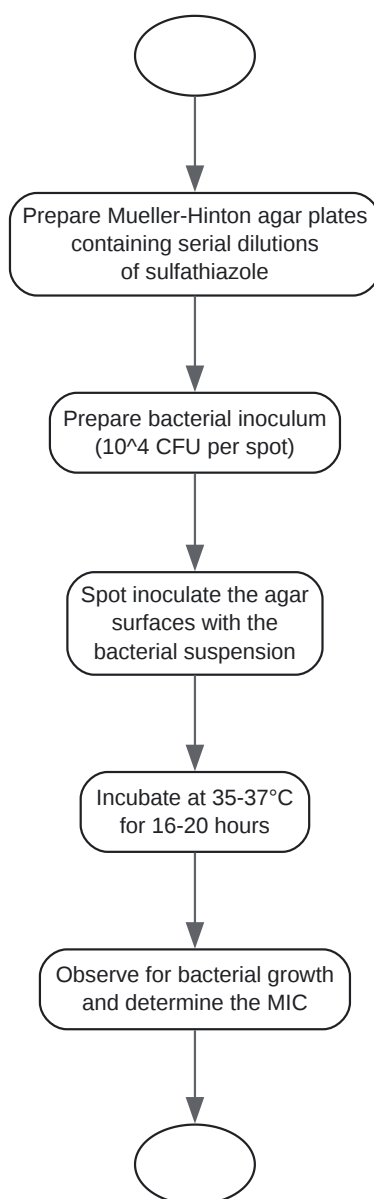 Prepare Mueller-Hinton agar plates
containing serial dilutions
of sulfathiazole
Prepare bacterial inoculum
(10^4 CFU per spot)
Spot inoculate the agar
surfaces with the
bacterial suspension
Incubate at 35-37°C
for 16-20 hours
Observe for bacterial growth
and determine the MIC